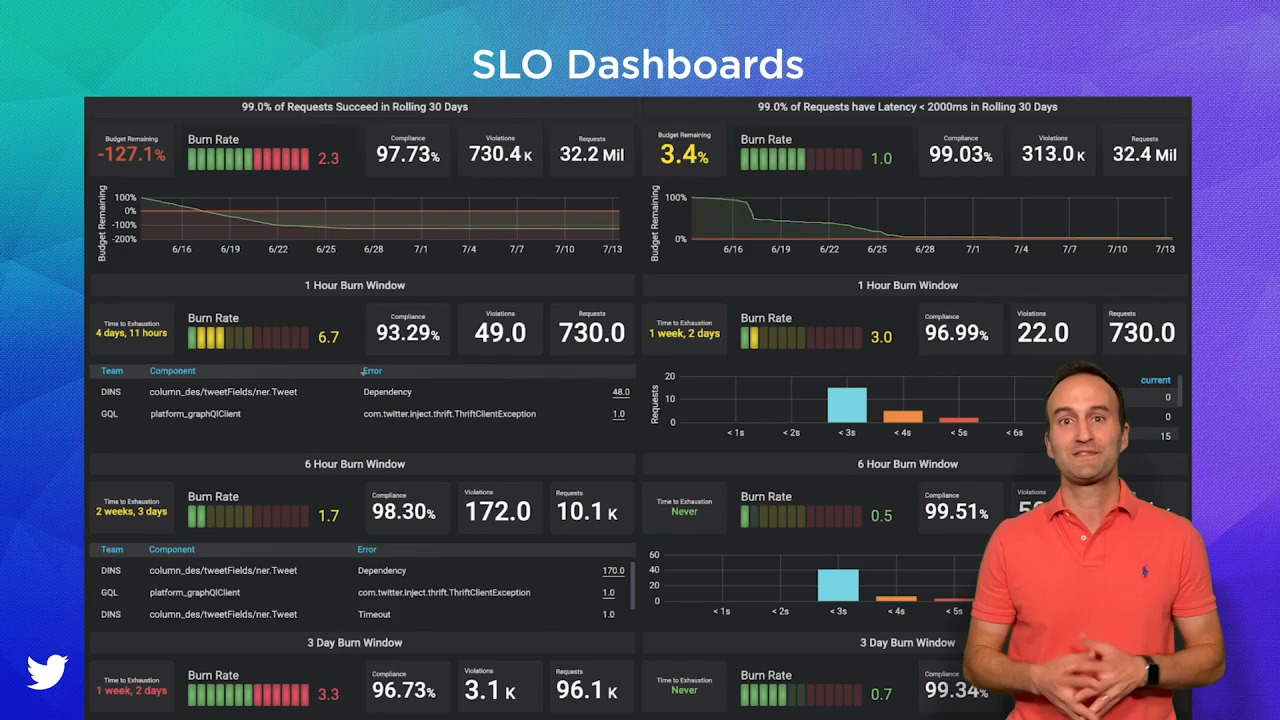 SLO Dashboards
99.0% of Requests Succeed in Rolling 30 Days
Budget Remaining
-127.1%
Burn Rate
2.3
Compliance
97.73%
Violations
730.4 K
Requests
32.2 Mil
Budget Remaining
100%
0%
-100%
-200%
6/16 6/19 6/22 6/25 6/28 7/1 7/4 7/7 7/10 7/13
1 Hour Burn Window
Time to Exhaustion
4 days, 11 hours
Burn Rate
6.7
Compliance
93.29%
Violations
49.0
Requests
730.0
Team Component Error
DINS column_des/tweetFields/ner.Tweet Dependency 48.0
GQL platform_graphQlClient com.twitter.inject.thrift.ThriftClientException 1.0
6 Hour Burn Window
Time to Exhaustion
2 weeks, 3 days
Burn Rate
1.7
Compliance
98.30%
Violations
172.0
Requests
10.1 K
Team Component Error
DINS column_des/tweetFields/ner.Tweet Dependency 170.0
GQL platform_graphQlClient com.twitter.inject.thrift.ThriftClientException 1.0
DINS column_des/tweetFields/ner.Tweet Timeout 1.0
3 Day Burn Window
Time to Exhaustion
1 week, 2 days
Burn Rate
3.3
Compliance
96.73%
Violations
3.1 K
Requests
96.1 K
99.0% of Requests have Latency < 2000ms in Rolling 30 Days
Budget Remaining
3.4%
Burn Rate
1.0
Compliance
99.03%
Violations
313.0 K
Requests
32.4 Mil
Budget Remaining
100%
0%
6/16 6/19 6/22 6/25 6/28 7/1 7/4 7/7 7/10 7/13
1 Hour Burn Window
Time to Exhaustion
1 week, 2 days
Burn Rate
3.0
Compliance
96.99%
Violations
22.0
Requests
730.0
Requests
20
10
0
< 1s < 2s < 3s < 4s < 5s < 6s
current
0
0
15
6 Hour Burn Window
Time to Exhaustion
Never
Burn Rate
0.5
Compliance
99.51%
Violations
60
40
20
0
< 1s < 2s < 3s < 4s < 5s
3 Day Burn Window
Time to Exhaustion
Never
Burn Rate
0.7
Compliance
99.34%